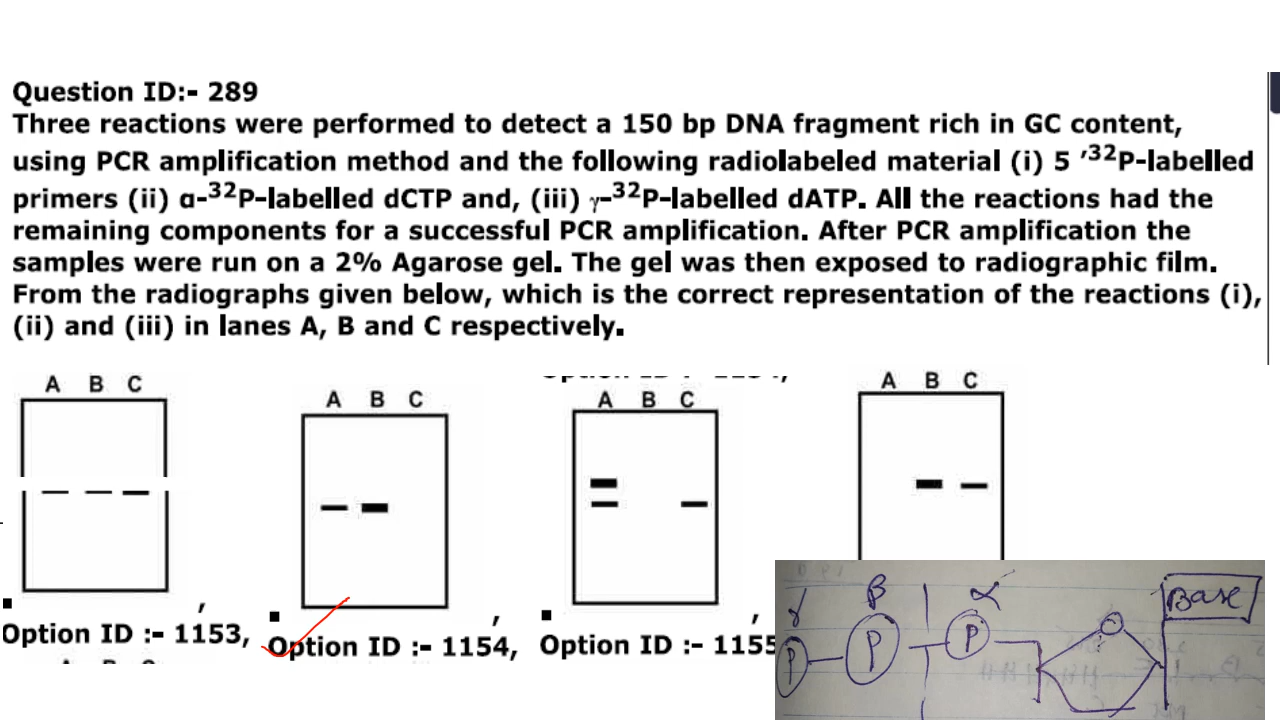 Question ID:- 289
Three reactions were performed to detect a 150 bp DNA fragment rich in GC content,
using PCR amplification method and the following radiolabeled material (i) 5 ′³²P-labelled
primers (ii) α-³²P-labelled dCTP and, (iii) γ-³²P-labelled dATP. All the reactions had the
remaining components for a successful PCR amplification. After PCR amplification the
samples were run on a 2% Agarose gel. The gel was then exposed to radiographic film.
From the radiographs given below, which is the correct representation of the reactions (i),
(ii) and (iii) in lanes A, B and C respectively.
A B C
A B C
A B C
A B C
Option ID :- 1153,
Option ID :- 1154,
Option ID :- 1155
γ β α Base
P P P